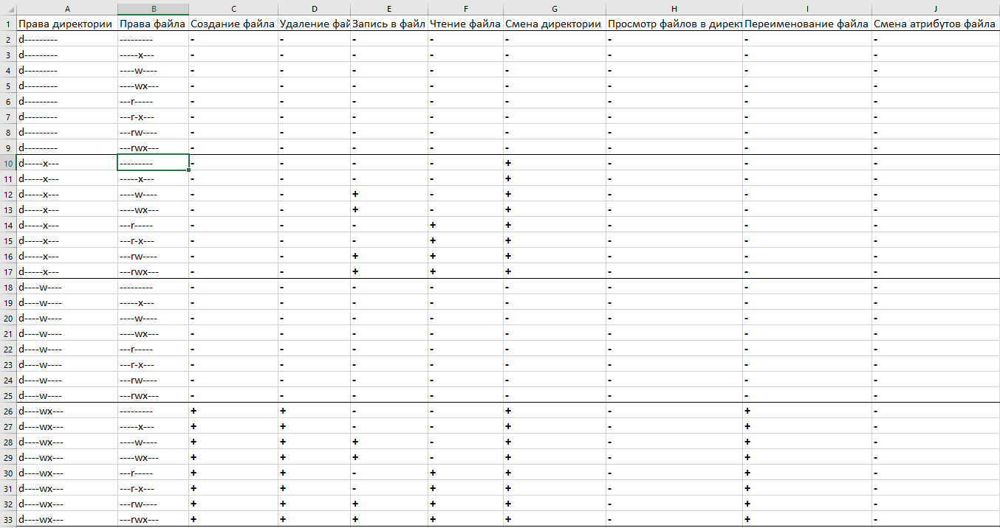 A B C D E F G H I J
1 Права директории Права файла Создание файла Удаление фай Запись в файл Чтение файла Смена директории Просмотр файлов в директ Переименование файла Смена атрибутов файла
2 d--------- --------- - - - - - - - -
3 d--------- -----x--- - - - - - - - -
4 d--------- ----w---- - - - - - - - -
5 d--------- ----wx--- - - - - - - - -
6 d--------- ---r----- - - - - - - - -
7 d--------- ---r-x--- - - - - - - - -
8 d--------- ---rw---- - - - - - - - -
9 d--------- ---rwx--- - - - - - - - -
10 d-----x--- --------- - - - - + - - -
11 d-----x--- -----x--- - - - - + - - -
12 d-----x--- ----w---- - - + - + - - -
13 d-----x--- ----wx--- - - + - + - - -
14 d-----x--- ---r----- - - - + + - - -
15 d-----x--- ---r-x--- - - - + + - - -
16 d-----x--- ---rw---- - - + + + - - -
17 d-----x--- ---rwx--- - - + + + - - -
18 d----w---- --------- - - - - - - - -
19 d----w---- -----x--- - - - - - - - -
20 d----w---- ----w---- - - - - - - - -
21 d----w---- ----wx--- - - - - - - - -
22 d----w---- ---r----- - - - - - - - -
23 d----w---- ---r-x--- - - - - - - - -
24 d----w---- ---rw---- - - - - - - - -
25 d----w---- ---rwx--- - - - - - - - -
26 d----wx--- --------- + + - - + - + -
27 d----wx--- -----x--- + + - - + - + -
28 d----wx--- ----w---- + + + - + - + -
29 d----wx--- ----wx--- + + + - + - + -
30 d----wx--- ---r----- + + - + + - + -
31 d----wx--- ---r-x--- + + - + + - + -
32 d----wx--- ---rw---- + + + + + - + -
33 d----wx--- ---rwx--- + + + + + - + -